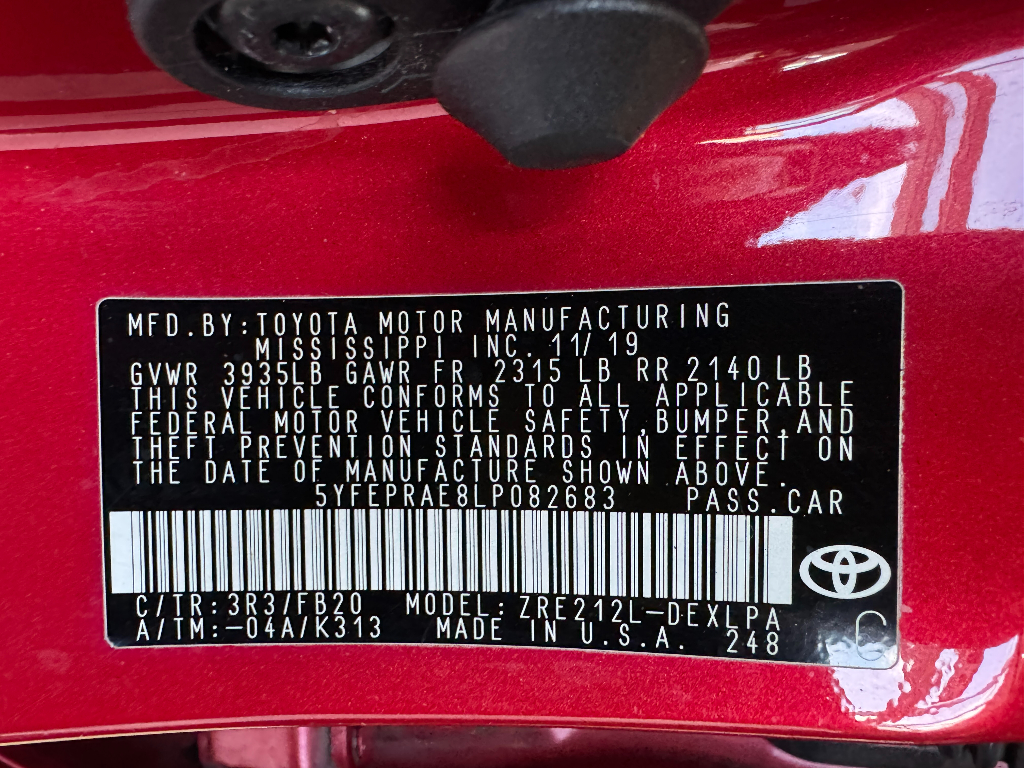 MFD.BY:TOYOTA MOTOR MANUFACTURING
MISSISSIPPI INC. 11/19
GVWR 3935LB GAWR FR 2315 LB RR 2140 LB
THIS VEHICLE CONFORMS TO ALL APPLICABLE
FEDERAL MOTOR VEHICLE SAFETY,BUMPER,AND
THEFT PREVENTION STANDARDS IN EFFECT ON
THE DATE OF MANUFACTURE SHOWN ABOVE.
5YFEPRAE8LP082683 PASS.CAR
C/TR:3R3/FB20 MODEL:ZRE212L-DEXLPA
A/TM:-04A/K313 MADE IN U.S.A. 248
C